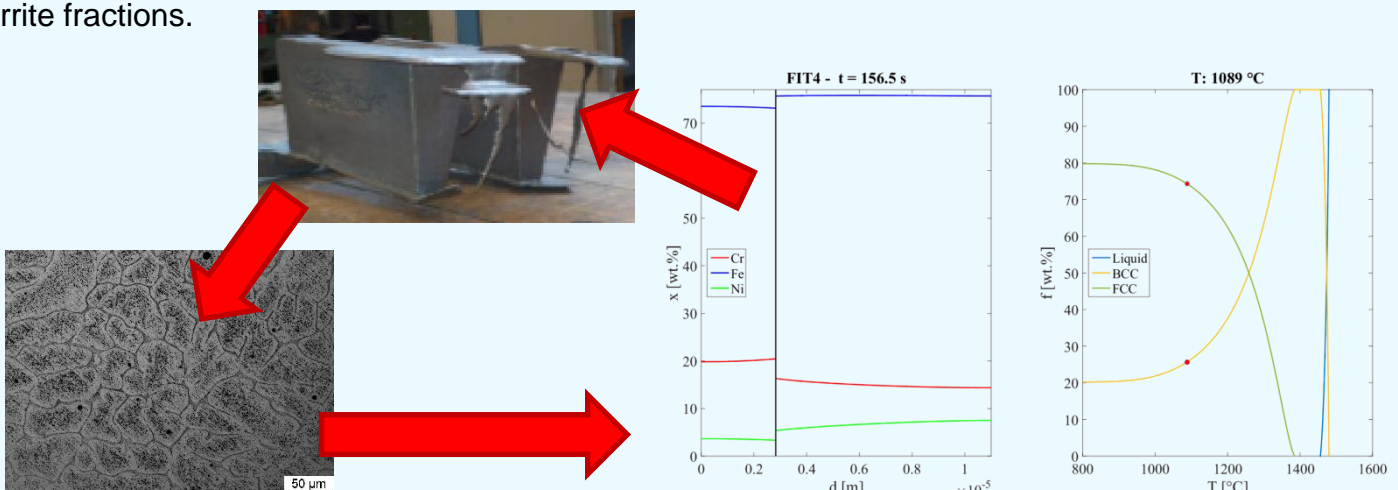 rrite fractions.
FIT4 - t = 156.5 s
70
50
40
30
20
10
0
x [wt.%]
Cr
Fe
Ni
0 0.2 0.4 0.6 0.8 1
d [m] ×10⁻⁵
T: 1089 °C
100
90
80
70
60
50
40
30
20
10
0
f [wt.%]
Liquid
BCC
FCC
800 1000 1200 1400 1600
T [°C]
50 µm